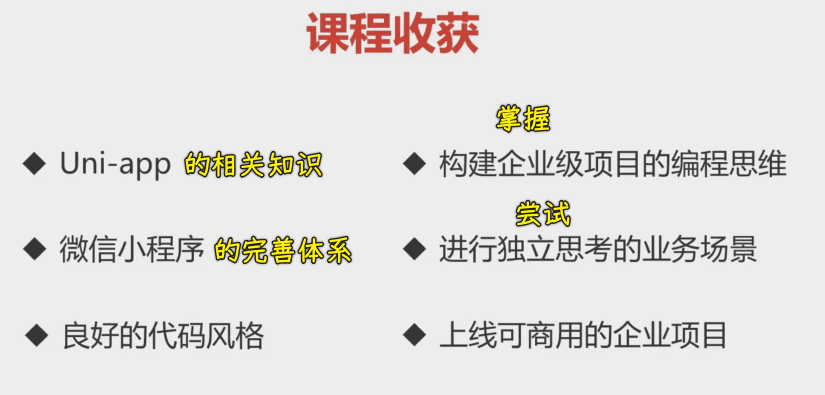 课程收获
◆ Uni-app 的相关知识
◆ 微信小程序 的完善体系
◆ 良好的代码风格
掌握
◆ 构建企业级项目的编程思维
尝试
◆ 进行独立思考的业务场景
◆ 上线可商用的企业项目